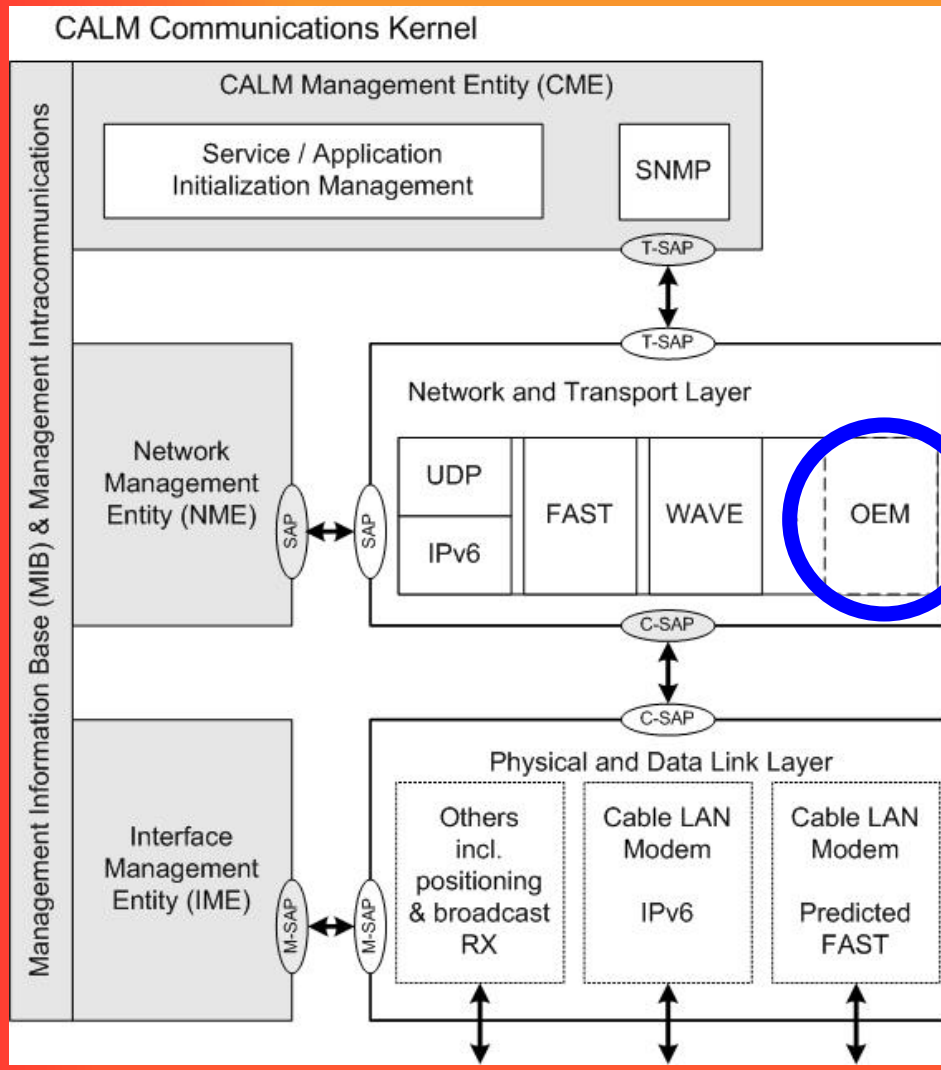 CALM Communications Kernel
Management Information Base (MIB) & Management Intracommunications
CALM Management Entity (CME)
Service / Application
Initialization Management
SNMP
T-SAP
T-SAP
Network
Management
Entity (NME)
SAP
SAP
Network and Transport Layer
UDP
IPv6
FAST
WAVE
OEM
C-SAP
C-SAP
Interface
Management
Entity (IME)
M-SAP
M-SAP
Physical and Data Link Layer
Others
incl.
positioning
& broadcast
RX
Cable LAN
Modem
IPv6
Cable LAN
Modem
Predicted
FAST